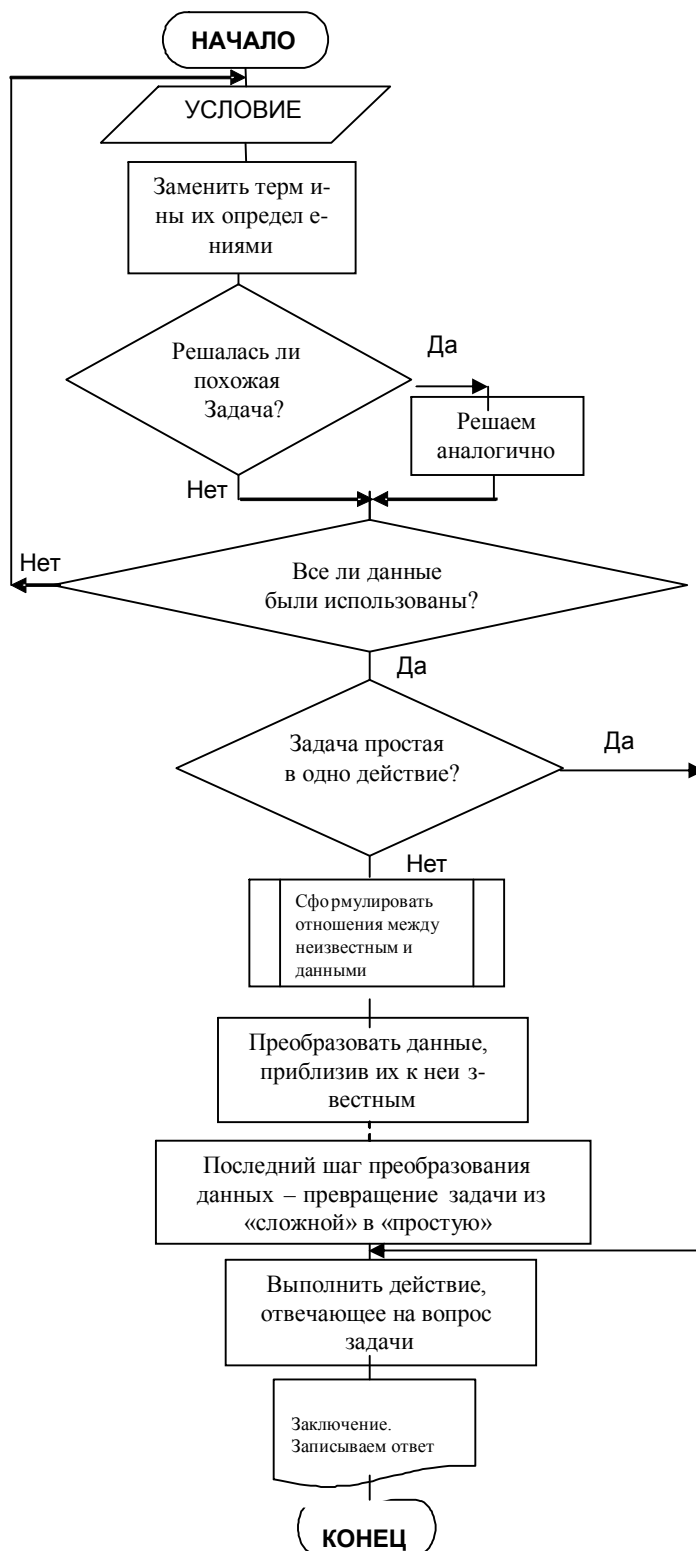 НАЧАЛО
УСЛОВИЕ
Заменить терм и-
ны их определ е-
ниями
Решалась ли
похожая
Задача?
Да
Решаем
аналогично
Нет
Нет
Все ли данные
были использованы?
Да
Задача простая
в одно действие?
Да
Нет
Сформулировать
отношения между
неизвестным и
данными
Преобразовать данные,
приблизив их к неи з-
вестным
Последний шаг преобразования
данных – превращение задачи из
«сложной» в «простую»
Выполнить действие,
отвечающее на вопрос
задачи
Заключение.
Записываем ответ
КОНЕЦ